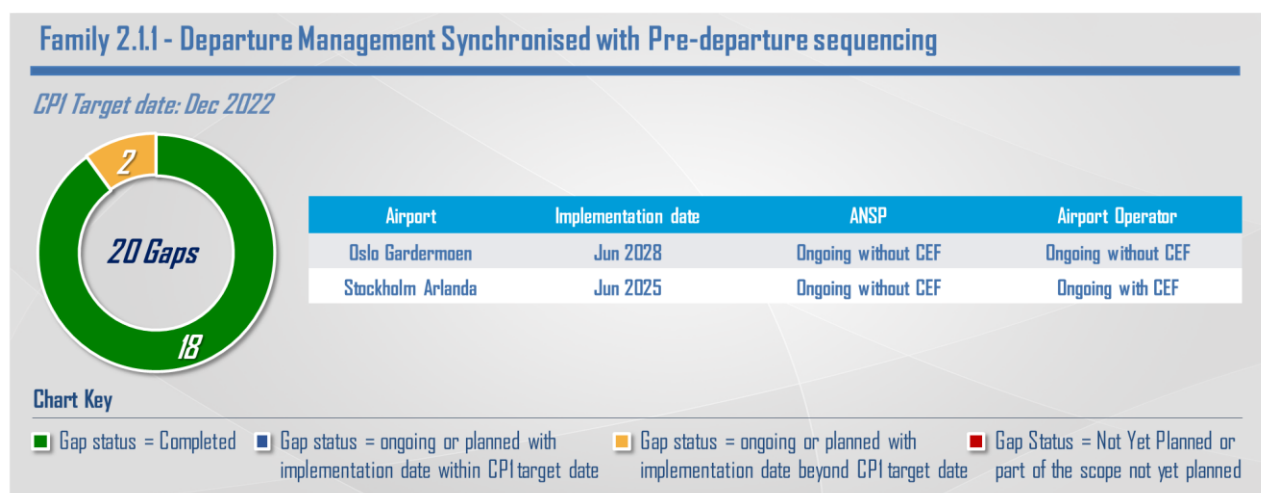 Family 2.1.1 - Departure Management Synchronised with Pre-departure sequencing
CP1 Target date: Dec 2022
2
20 Gaps
18
Airport Implementation date ANSP Airport Operator
Oslo Gardermoen Jun 2028 Ongoing without CEF Ongoing without CEF
Stockholm Arlanda Jun 2025 Ongoing without CEF Ongoing with CEF
Chart Key
Gap status = Completed
Gap status = ongoing or planned with
implementation date within CP1 target date
Gap status = ongoing or planned with
implementation date beyond CP1 target date
Gap Status = Not Yet Planned or
part of the scope not yet planned